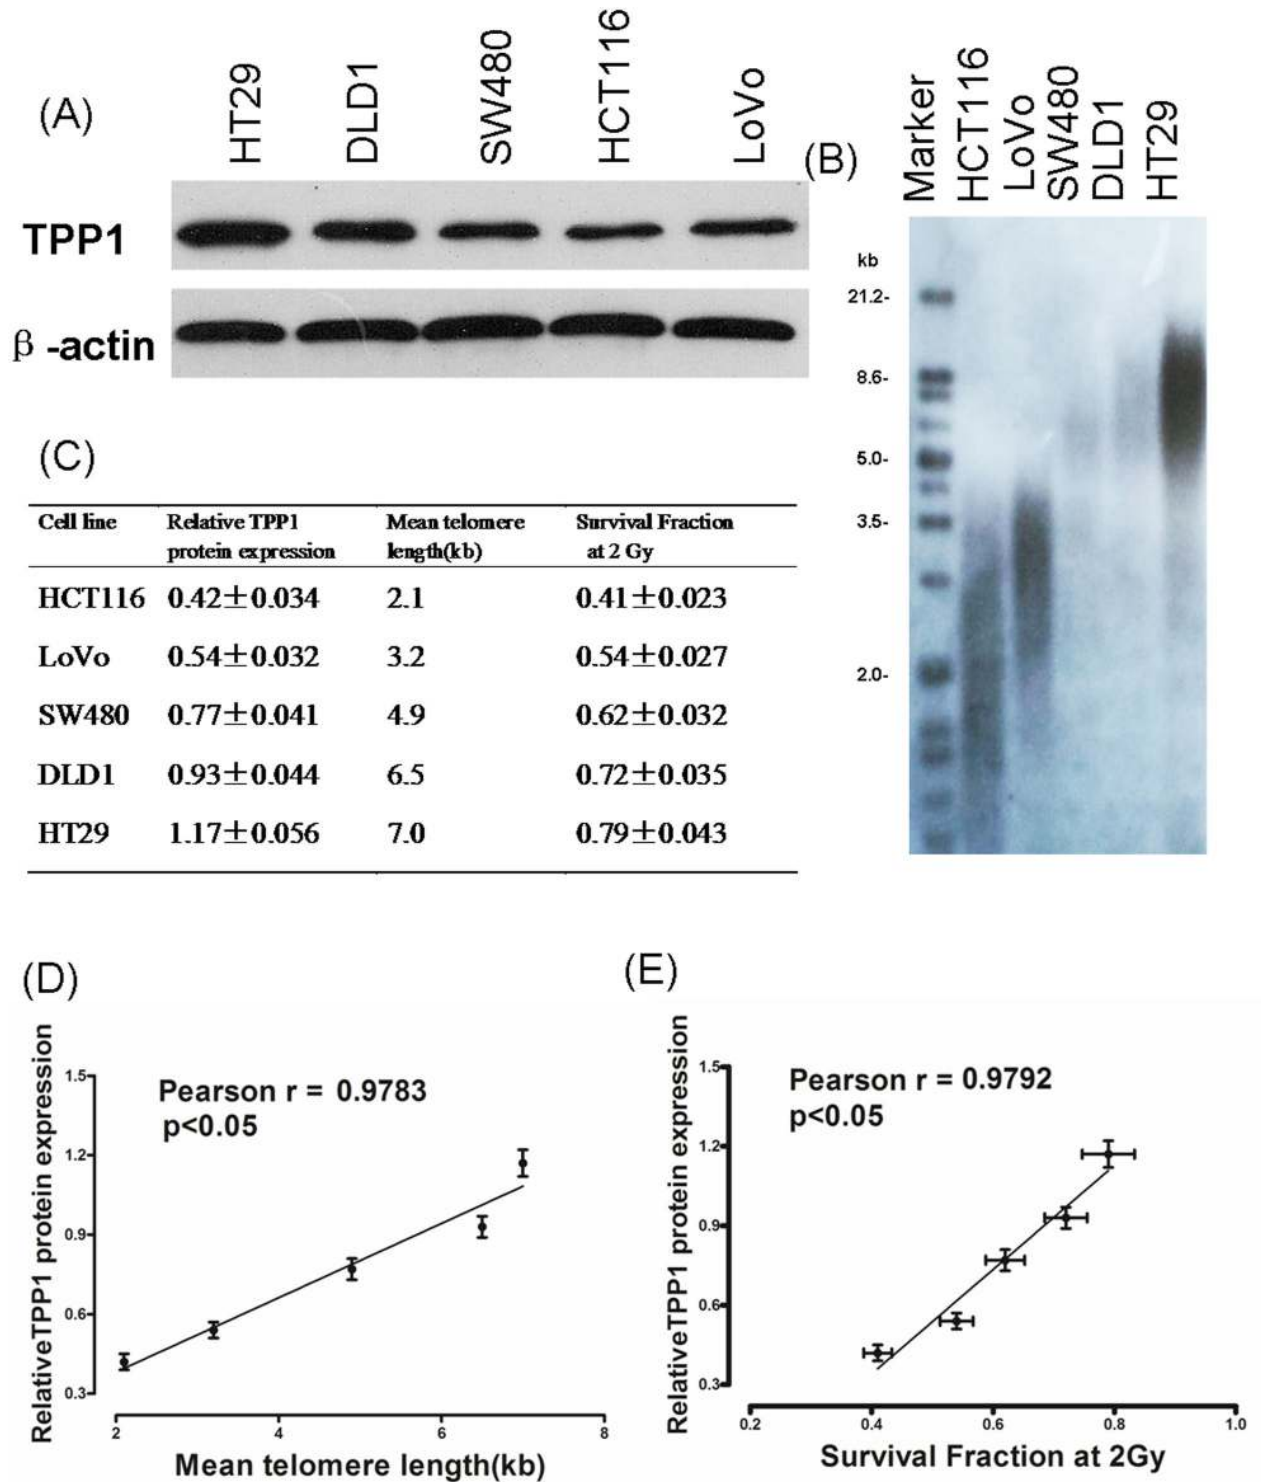 (A)
HT29
DLD1
SW480
HCT116
LoVo
TPP1
β -actin
(B)
Marker
HCT116
LoVo
SW480
DLD1
HT29
kb
21.2-
8.6-
5.0-
3.5-
2.0-
(C)
Cell line Relative TPP1 Mean telomere Survival Fraction
protein expression length(kb) at 2 Gy
HCT116 0.42±0.034 2.1 0.41±0.023
LoVo 0.54±0.032 3.2 0.54±0.027
SW480 0.77±0.041 4.9 0.62±0.032
DLD1 0.93±0.044 6.5 0.72±0.035
HT29 1.17±0.056 7.0 0.79±0.043
(D)
RelativeTPP1 protein expression
1.5
1.2
0.9
0.6
0.3
Pearson r = 0.9783
p<0.05
2 4 6 8
Mean telomere length(kb)
(E)
RelativeTPP1 protein expression
1.5
1.2
0.9
0.6
0.3
Pearson r = 0.9792
p<0.05
0.2 0.4 0.6 0.8 1.0
Survival Fraction at 2Gy